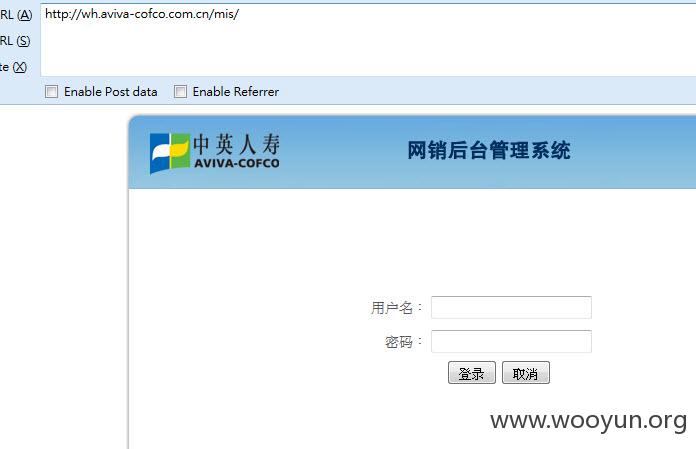 RL (A)
http://wh.aviva-cofco.com.cn/mis/
RL (S)
te (X)
Enable Post data
Enable Referrer
中英人寿
AVIVA-COFCO
网销后台管理系统
用户名：
密码：
登录
取消
www.wooyun.org